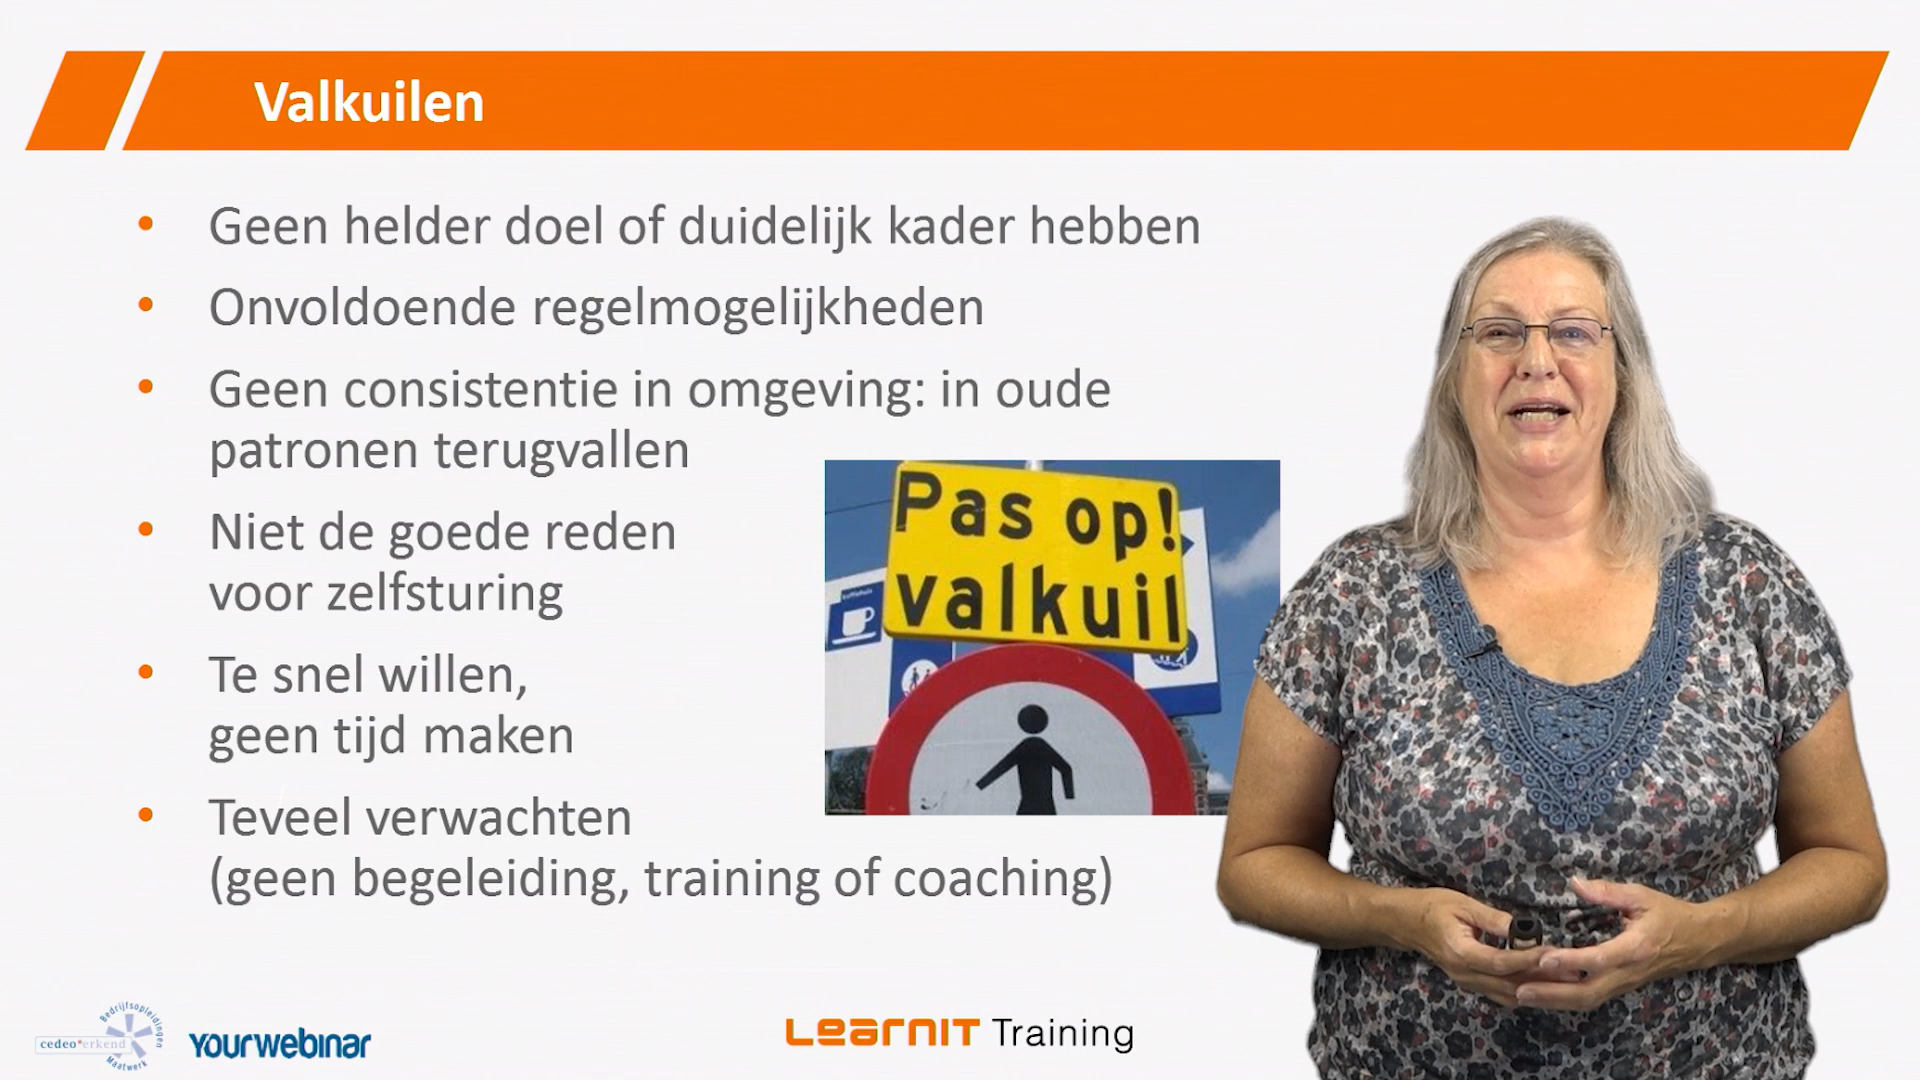 Valkuilen
• Geen helder doel of duidelijk kader hebben
• Onvoldoende regelmogelijkheden
• Geen consistentie in omgeving: in oude
patronen terugvallen
• Niet de goede reden
voor zelfsturing
• Te snel willen,
geen tijd maken
• Teveel verwachten
(geen begeleiding, training of coaching)
Pas op!
valkuil
koffiehuis
Bedrijfsopleidingen
cedeo*erkend
Maatwerk
YOURWEBINAR
LearnIT Training